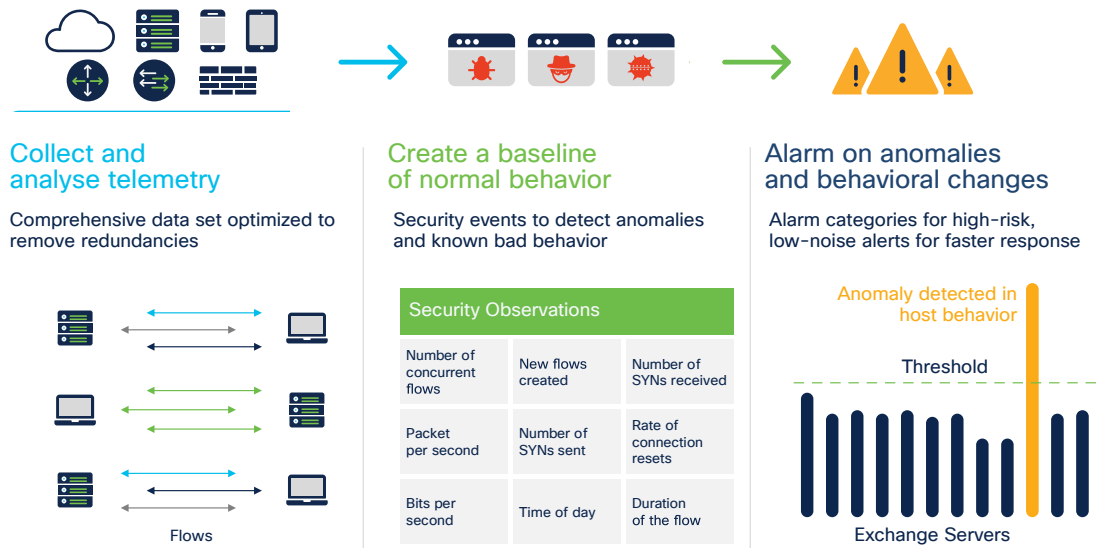 Collect and
analyse telemetry
Comprehensive data set optimized to
remove redundancies
Flows
Create a baseline
of normal behavior
Security events to detect anomalies
and known bad behavior
Security Observations
Number of
concurrent
flows
New flows
created
Number of
SYNs received
Packet
per second
Number of
SYNs sent
Rate of
connection
resets
Bits per
second
Time of day
Duration
of the flow
Alarm on anomalies
and behavioral changes
Alarm categories for high-risk,
low-noise alerts for faster response
Anomaly detected in
host behavior
Threshold
Exchange Servers